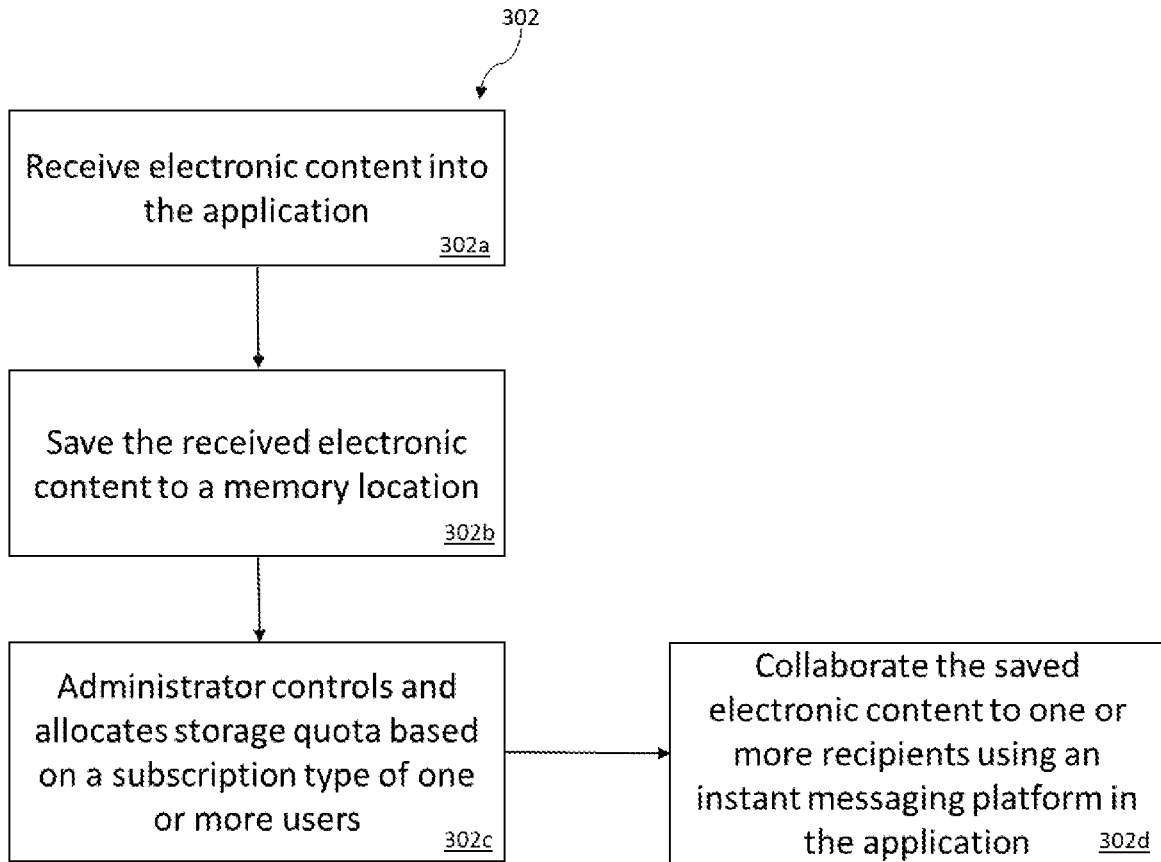 302
Receive electronic content into
the application
302a
Save the received electronic
content to a memory location
302b
Administrator controls and
allocates storage quota based
on a subscription type of one
or more users
302c
Collaborate the saved
electronic content to one or
more recipients using an
instant messaging platform in
the application
302d